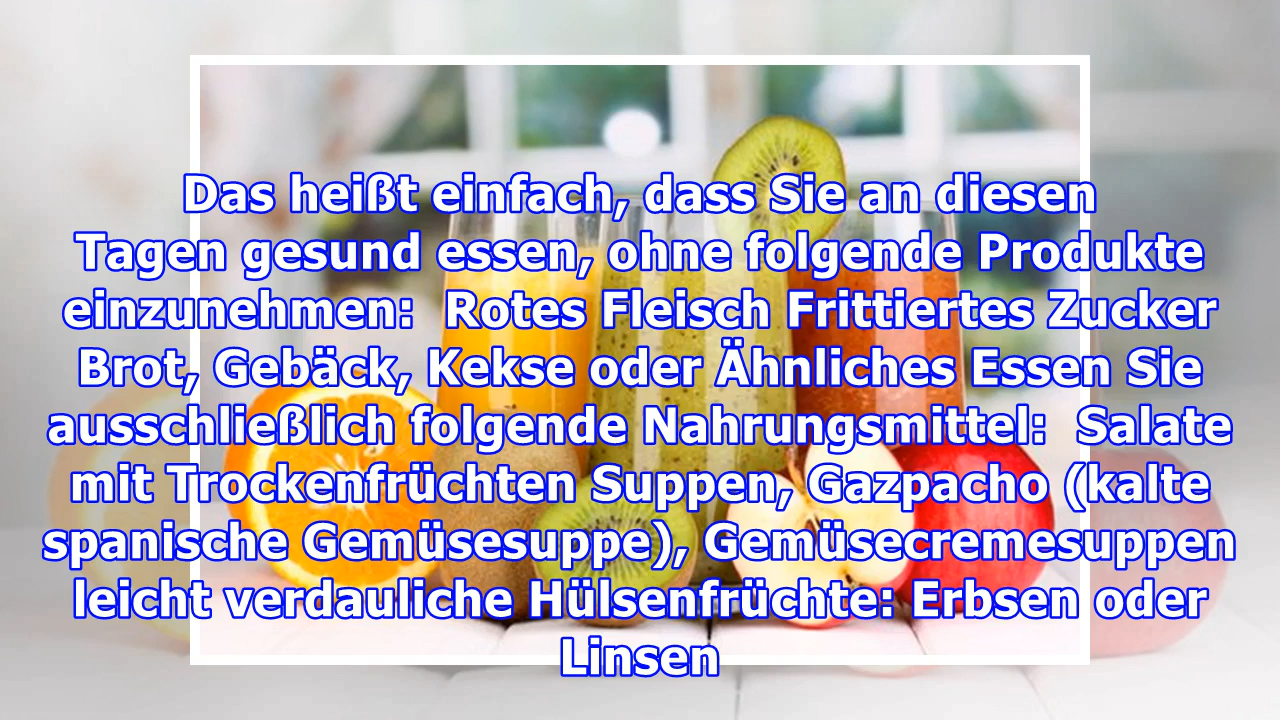 Das heißt einfach, dass Sie an diesen
Tagen gesund essen, ohne folgende Produkte
einzunehmen:  Rotes Fleisch Frittiertes Zucker
Brot, Gebäck, Kekse oder Ähnliches Essen Sie
ausschließlich folgende Nahrungsmittel:  Salate
mit Trockenfrüchten Suppen, Gazpacho (kalte
spanische Gemüsesuppe), Gemüsecremesuppen
leicht verdauliche Hülsenfrüchte: Erbsen oder
Linsen